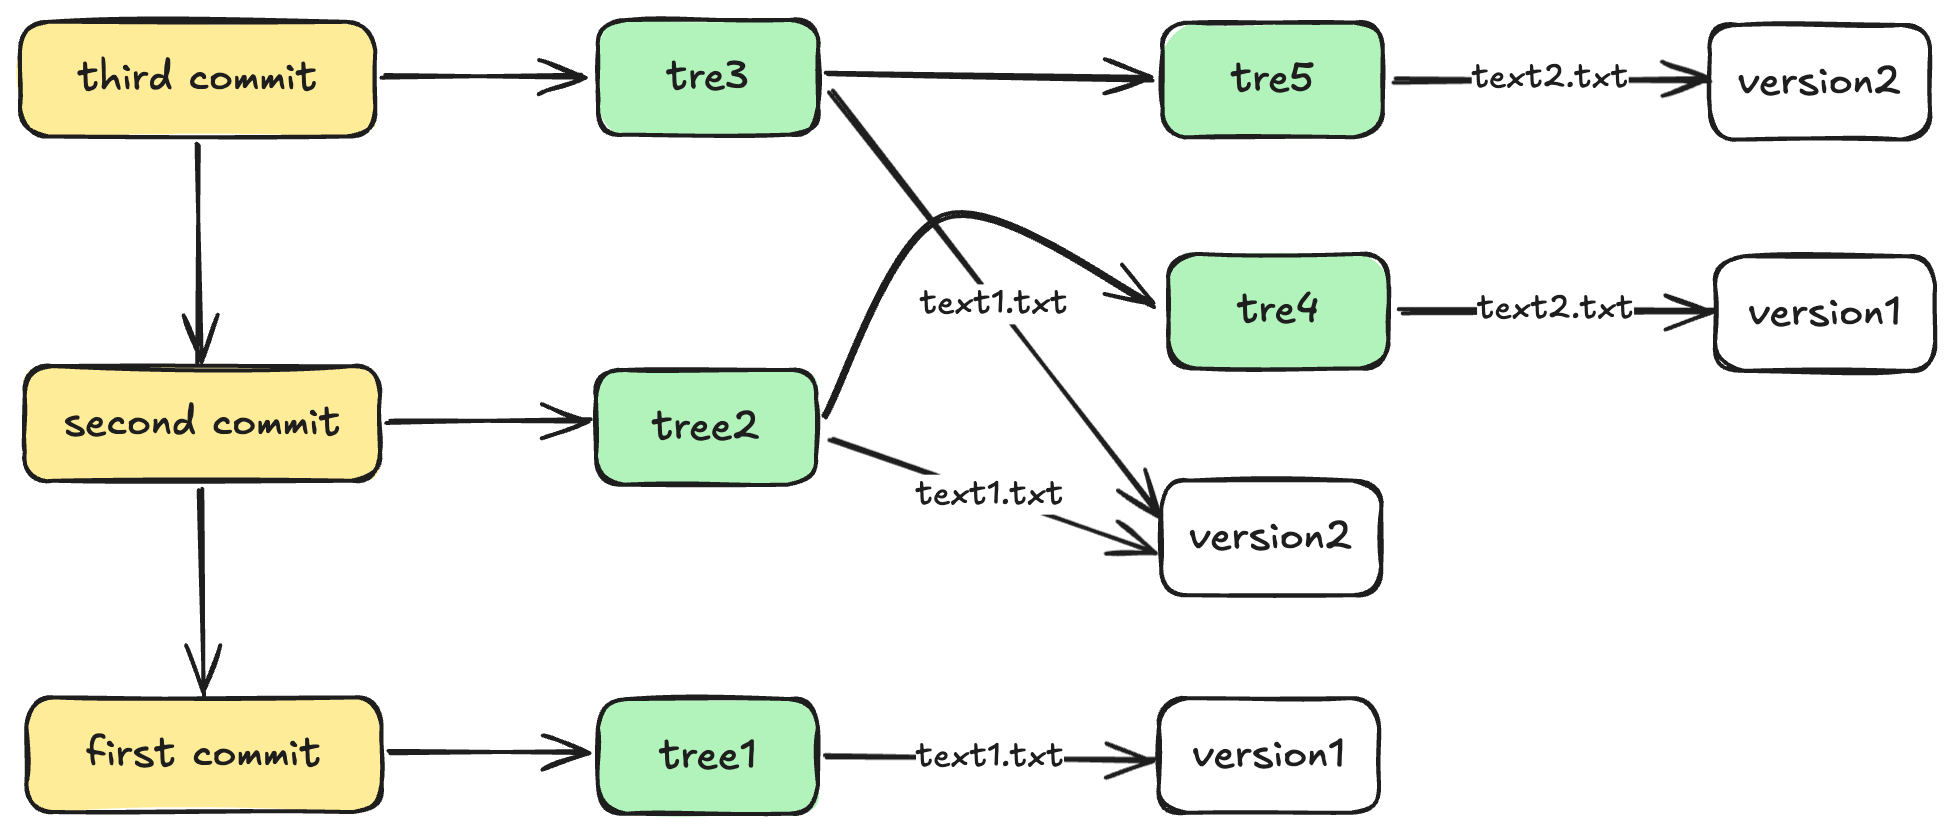 third commit
tre3
tre5
text2.txt
version2
text1.txt
tre4
text2.txt
version1
second commit
tree2
text1.txt
version2
first commit
tree1
text1.txt
version1